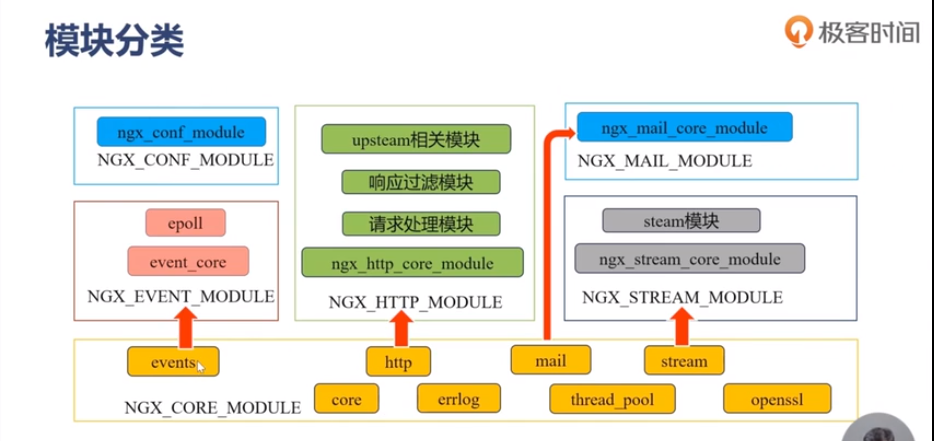 模块分类
极客时间
ngx_conf_module
NGX_CONF_MODULE
epoll
event_core
NGX_EVENT_MODULE
upsteam相关模块
响应过滤模块
请求处理模块
ngx_http_core_module
NGX_HTTP_MODULE
ngx_mail_core_module
NGX_MAIL_MODULE
steam模块
ngx_stream_core_module
NGX_STREAM_MODULE
events
http
mail
stream
NGX_CORE_MODULE
core
errlog
thread_pool
openssl